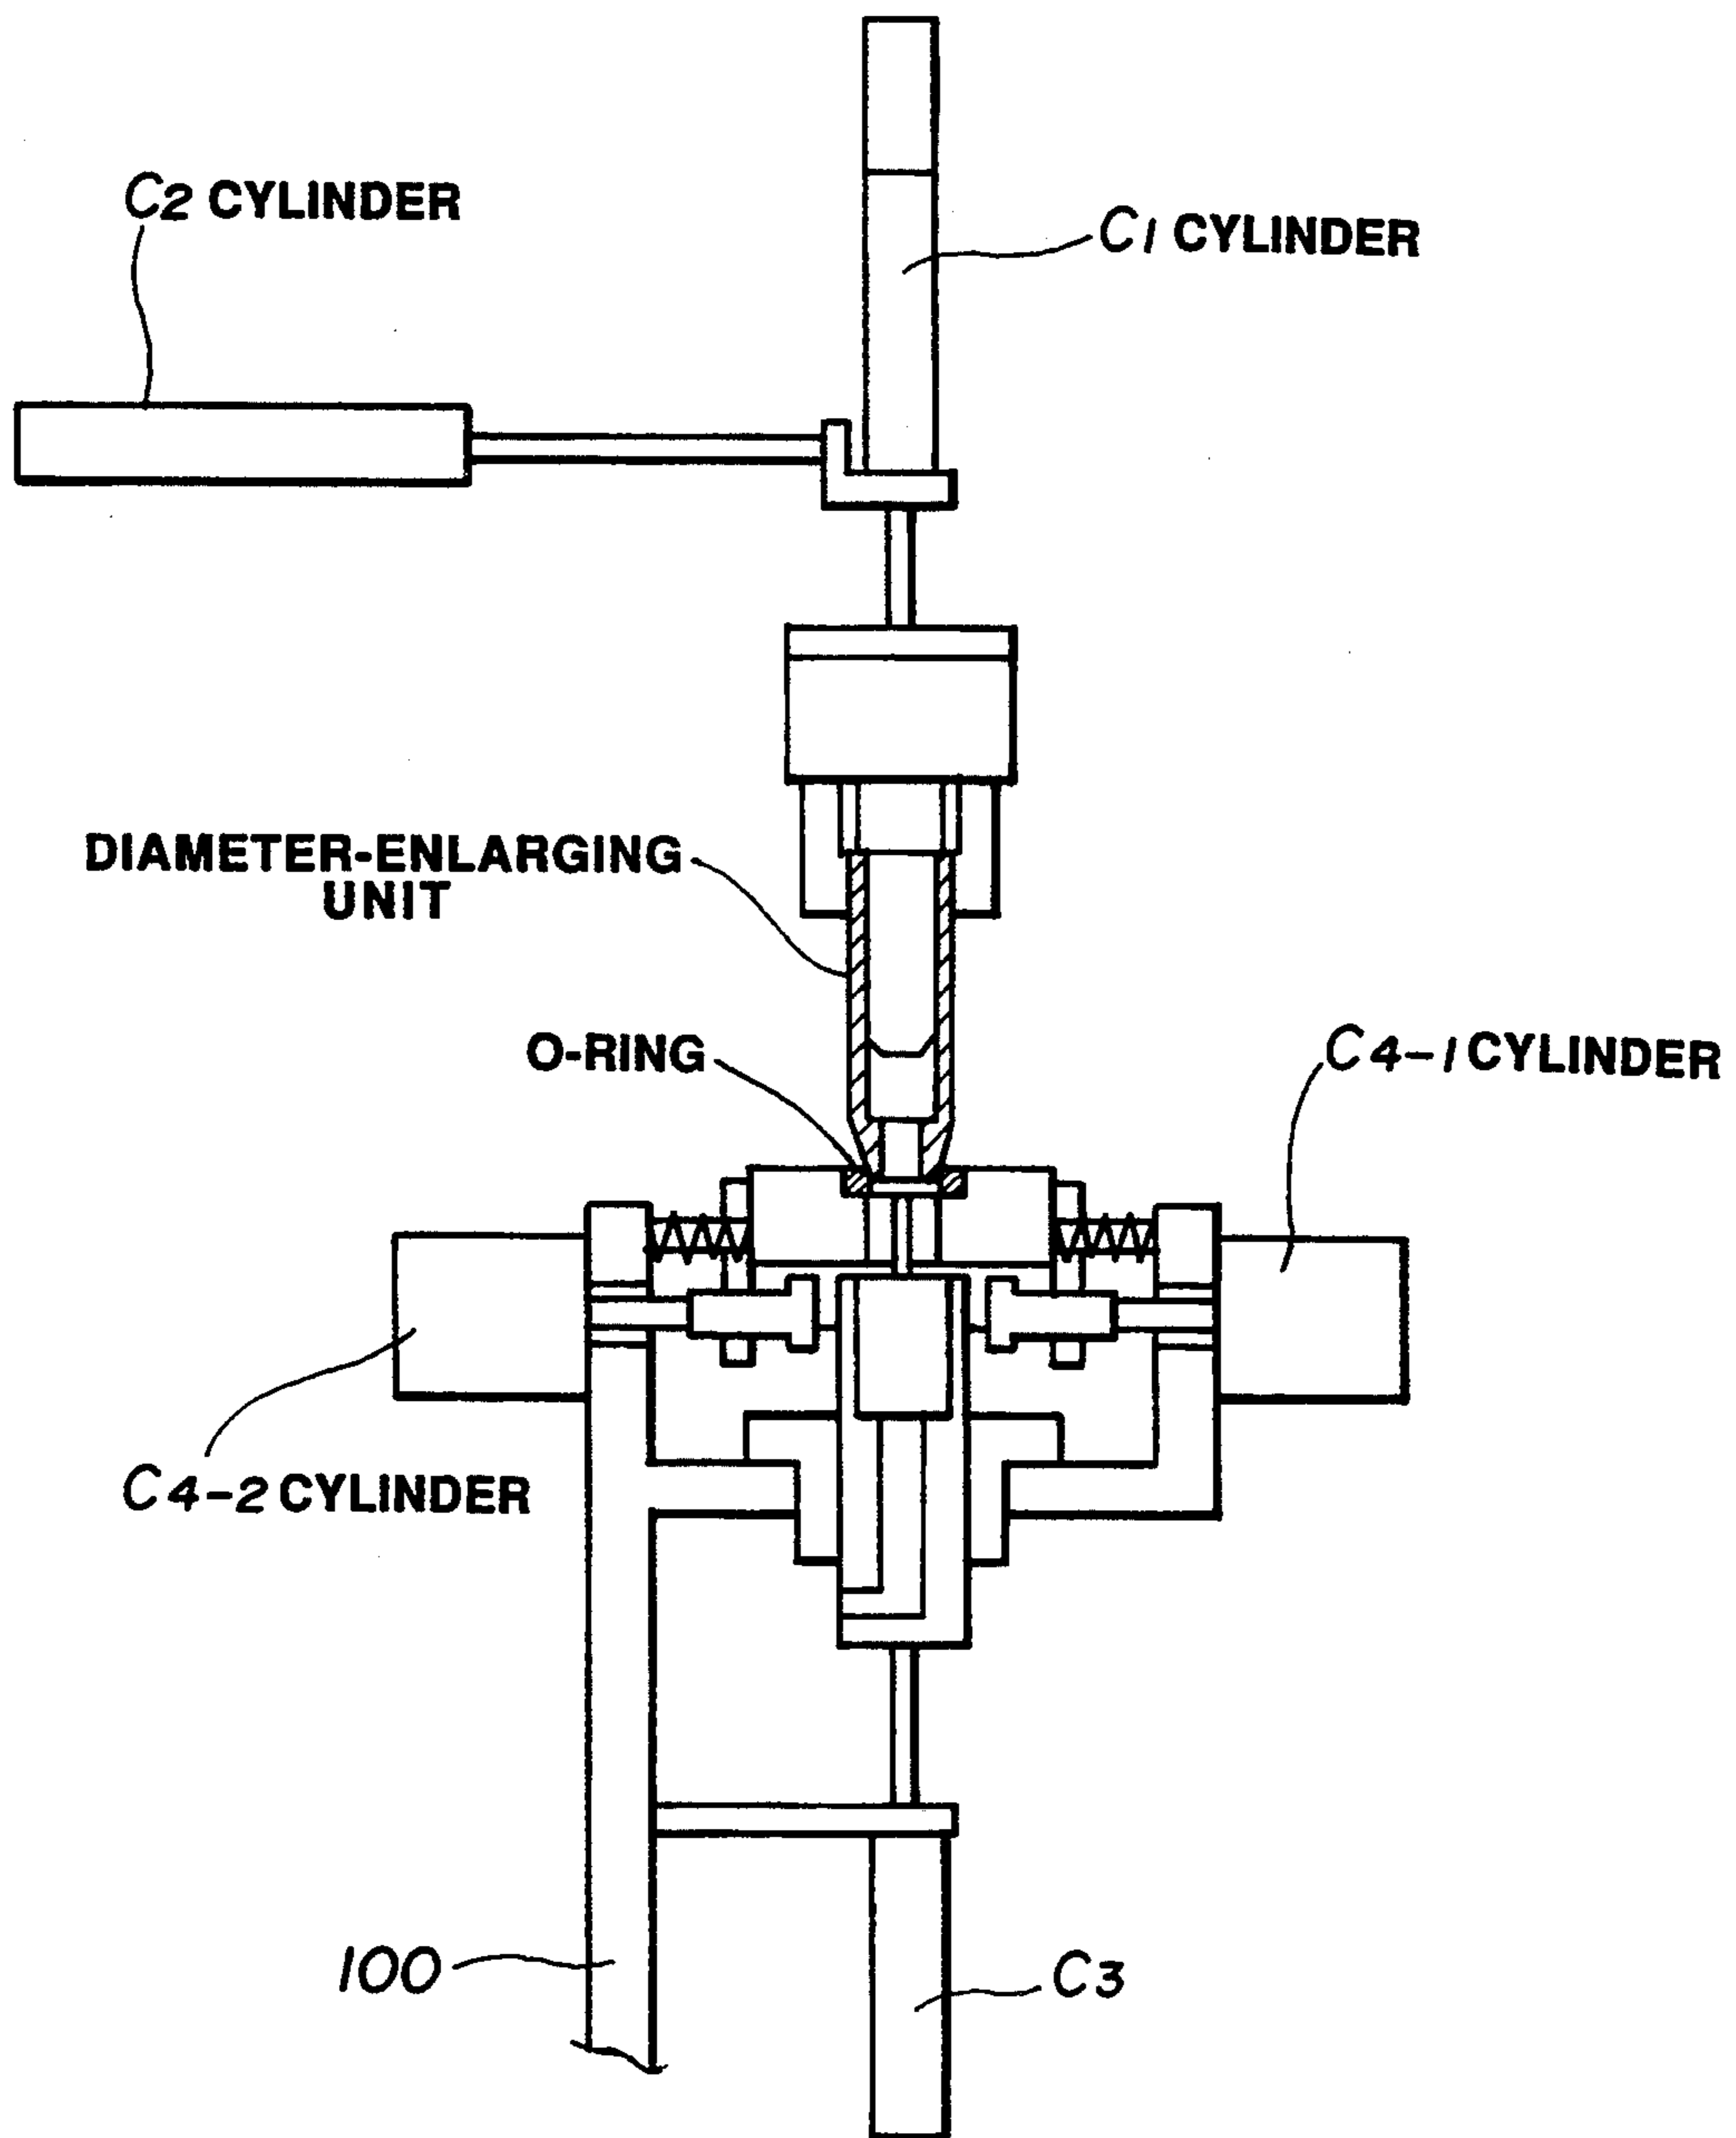 C2 CYLINDER
C1 CYLINDER
DIAMETER-ENLARGING
UNIT
O-RING
C4-1 CYLINDER
C4-2 CYLINDER
100
C3